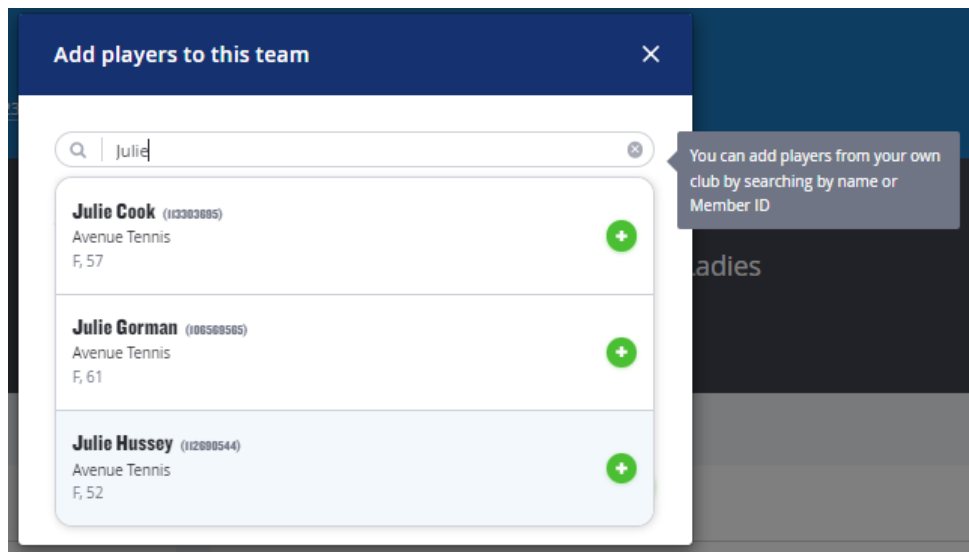 Add players to this team
Julie
You can add players from your own
club by searching by name or
Member ID
Julie Cook (113303695)
Avenue Tennis
F, 57
Julie Gorman (106569565)
Avenue Tennis
F, 61
Julie Hussey (112690544)
Avenue Tennis
F, 52
Ladies